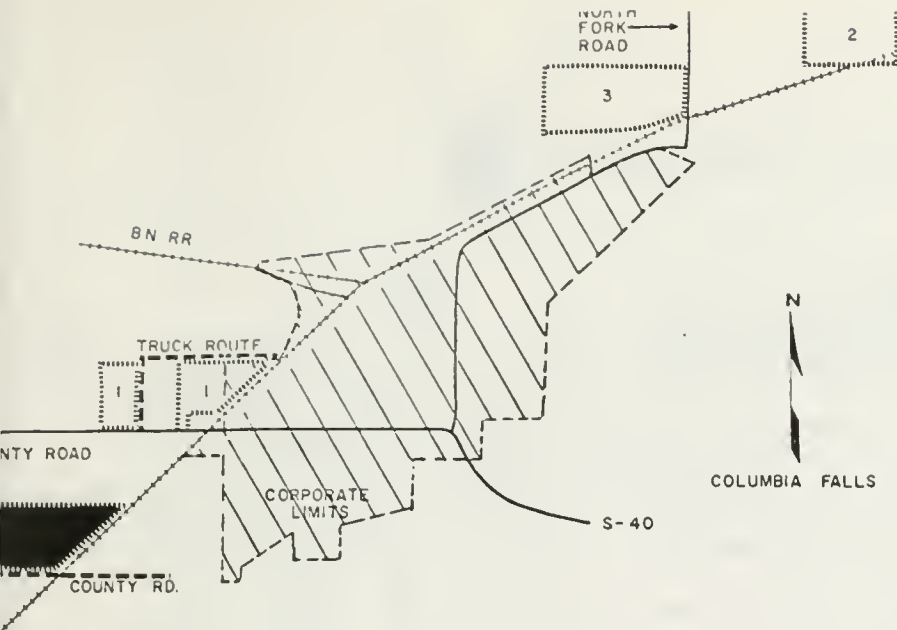 NORTH
FORK
ROAD
2
3
BN RR
N
TRUCK ROUTE
1
1
NTY ROAD
COLUMBIA FALLS
CORPORATE
LIMITS
S-40
COUNTY RD.